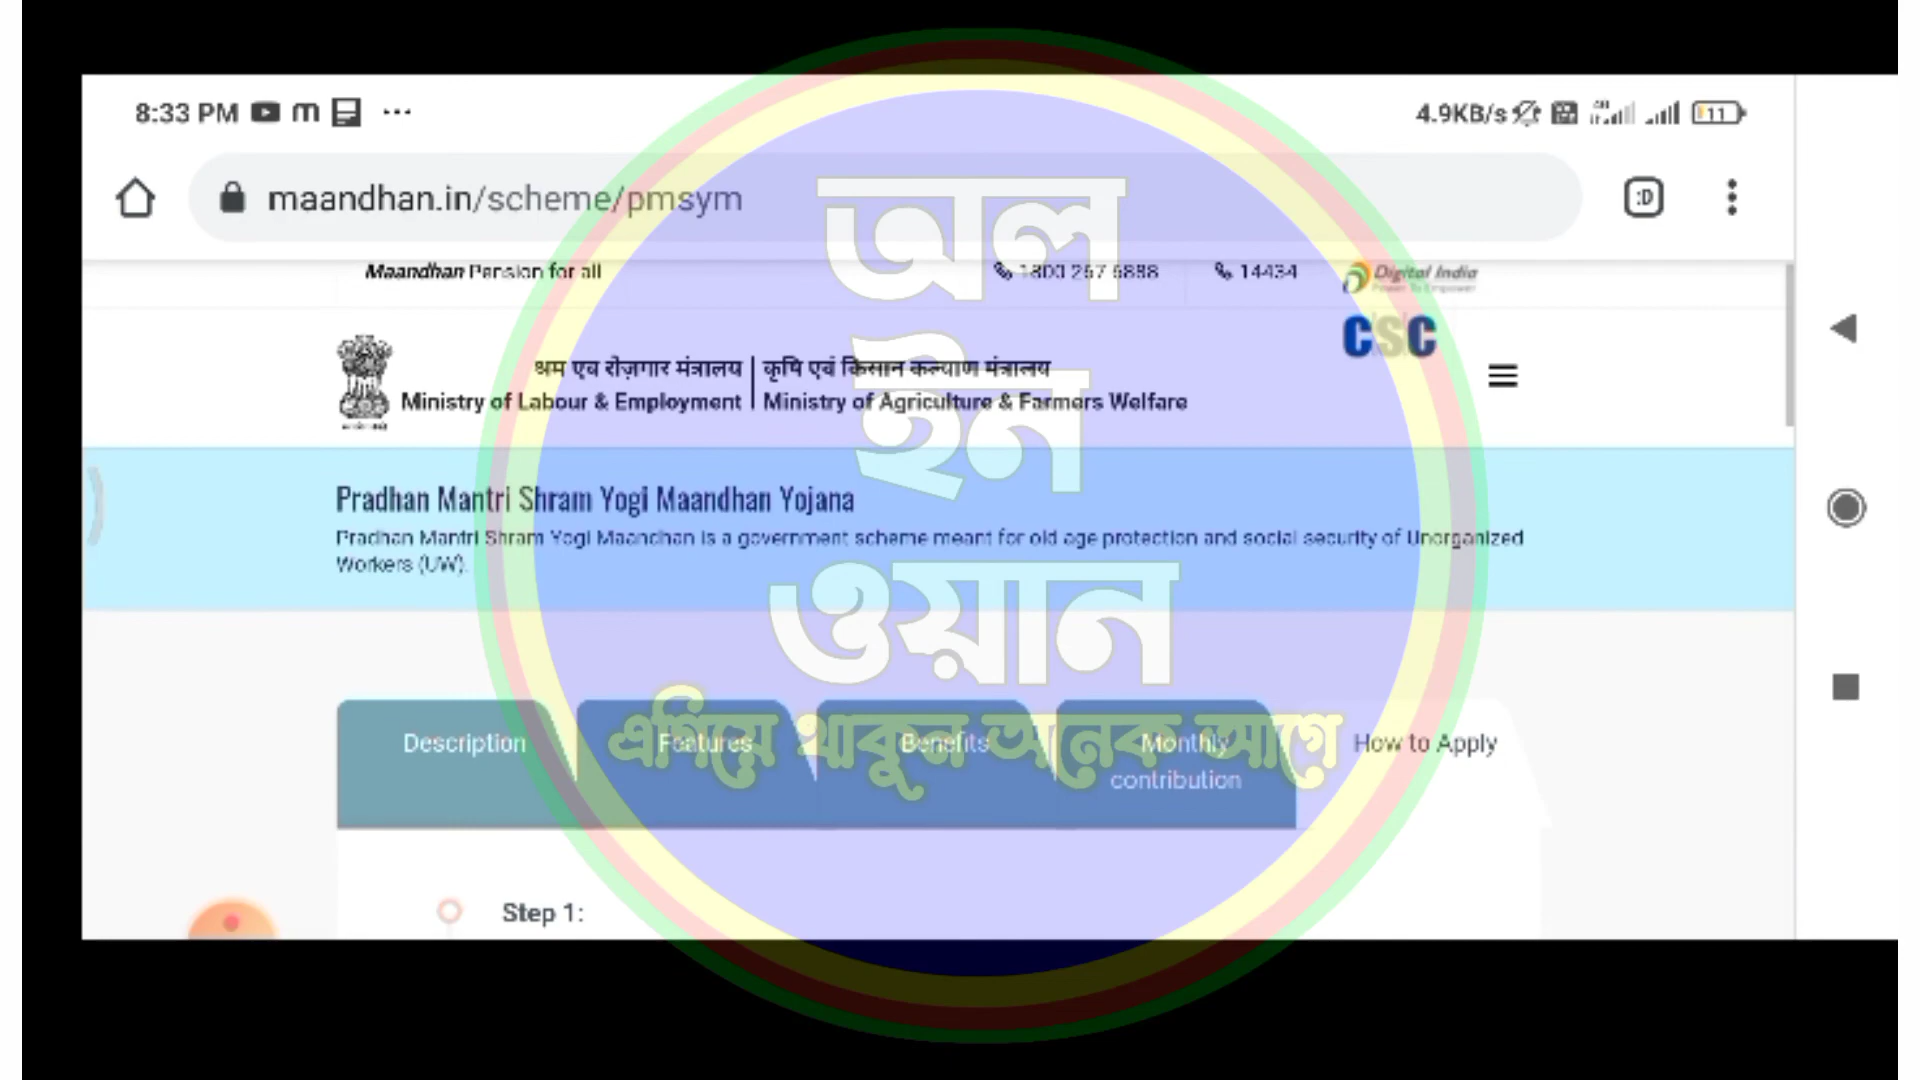 8:33 PM
4.9KB/s
11
maandhan.in/scheme/pmsym
:D
Maandhan Pension for all
1800 267 6888
14434
Digital India
Power To Empower
CSC
श्रम एवं रोज़गार मंत्रालय
कृषि एवं किसान कल्याण मंत्रालय
Ministry of Labour & Employment
Ministry of Agriculture & Farmers Welfare
Pradhan Mantri Shram Yogi Maandhan Yojana
Pradhan Mantri Shram Yogi Maandhan is a government scheme meant for old age protection and social security of Unorganized
Workers (UW).
Description
Features
Benefits
Monthly
contribution
How to Apply
Step 1:
অল
ইন
ওয়ান
এগিয়ে থাকুন অনেক আগে